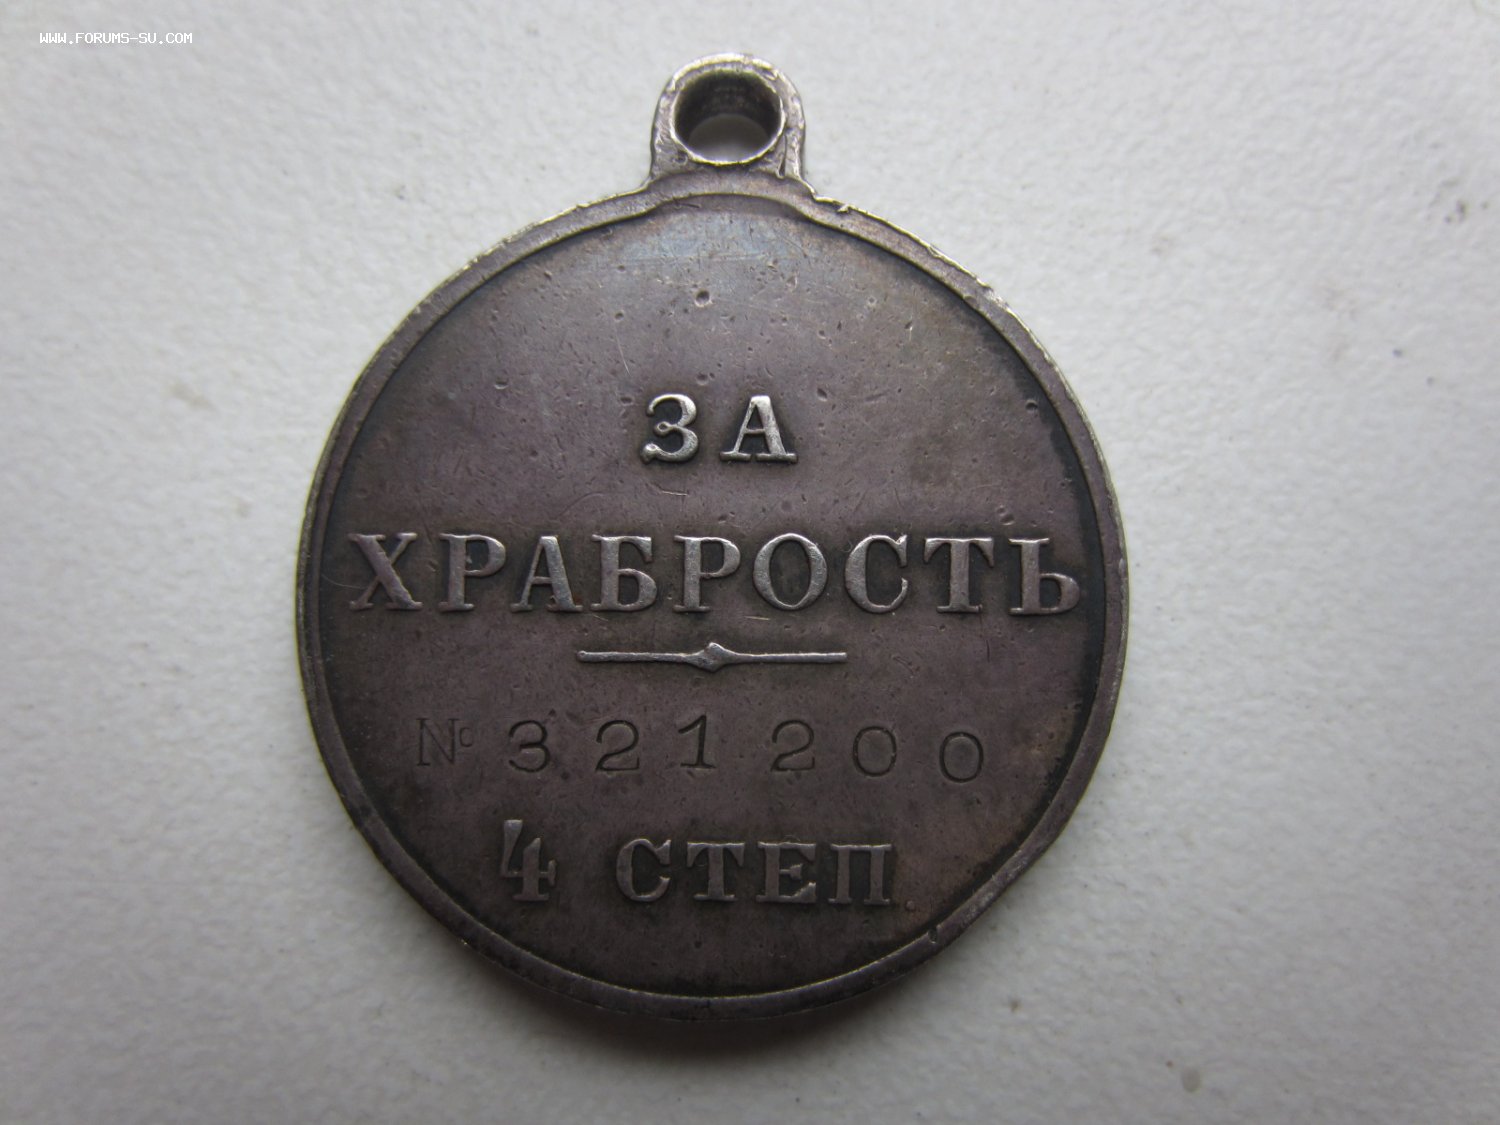 WWW.FORUMS-SU.COM
ЗА
ХРАБРОСТЬ
№ 321200
4 СТЕП.